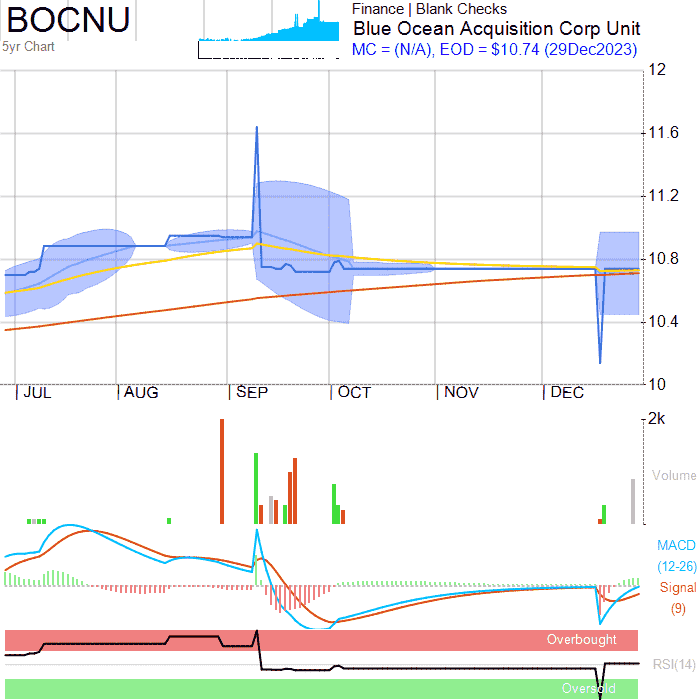 BOCNU
5yr Chart
Finance | Blank Checks
Blue Ocean Acquisition Corp Unit
MC = (N/A), EOD = $10.74 (29Dec2023)
12
11.6
11.2
10.8
10.4
10
JUL AUG SEP OCT NOV DEC
2k
Volume
MACD
(12-26)
Signal
(9)
Overbought
RSI(14)
Oversold